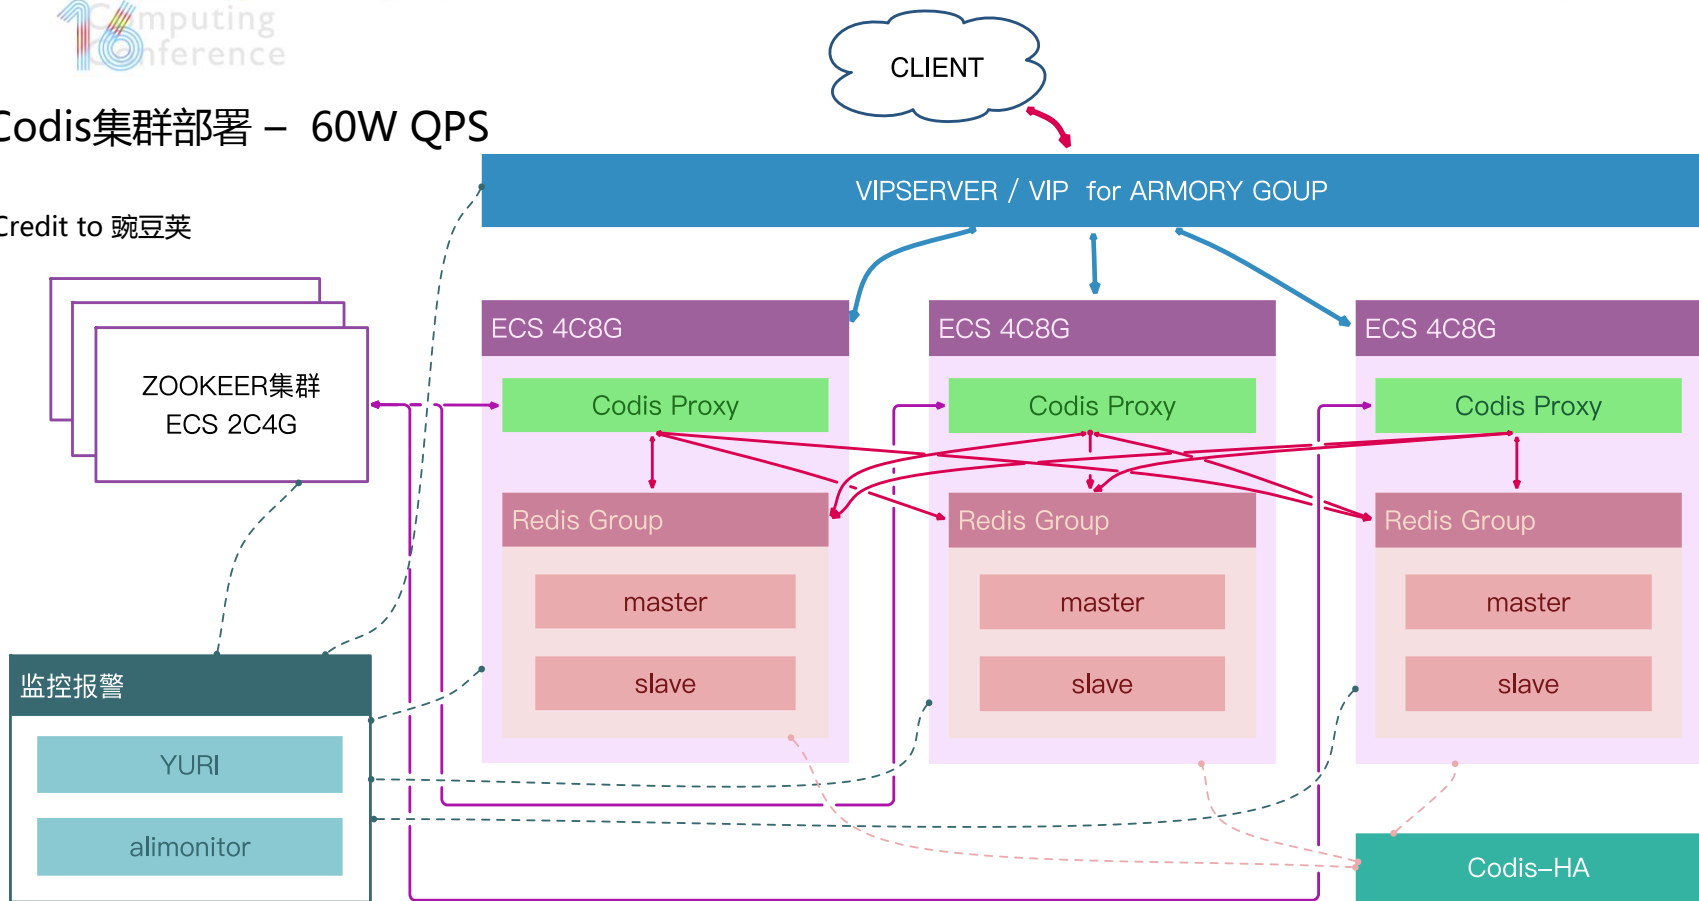 16
Computing
Conference
Codis集群部署 – 60W QPS
Credit to 豌豆荚
CLIENT
VIPSERVER / VIP for ARMORY GOUP
ZOOKEER集群
ECS 2C4G
ECS 4C8G
Codis Proxy
Redis Group
master
slave
ECS 4C8G
Codis Proxy
Redis Group
master
slave
ECS 4C8G
Codis Proxy
Redis Group
master
slave
监控报警
YURI
alimonitor
Codis–HA